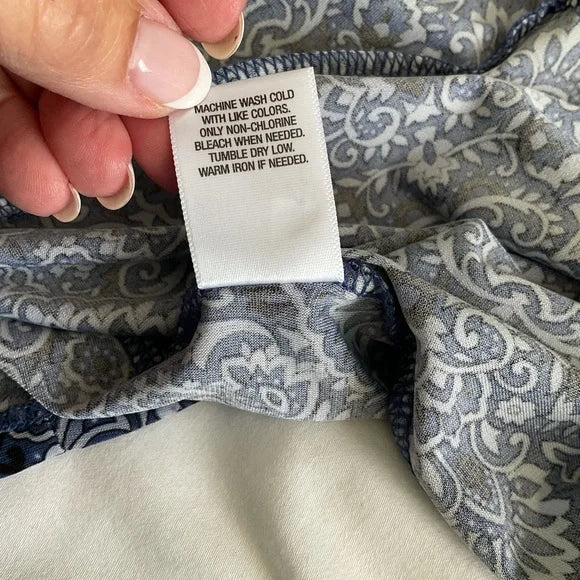 MACHINE WASH COLD
WITH LIKE COLORS.
ONLY NON-CHLORINE
BLEACH WHEN NEEDED.
TUMBLE DRY LOW.
WARM IRON IF NEEDED.